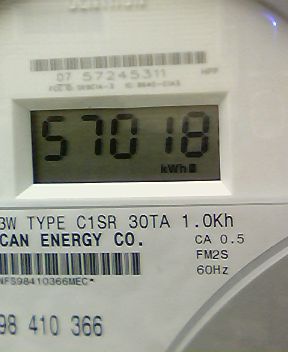 07 57245311
57018
kWh
3W TYPE C1SR 30TA 1.0Kh
CAN ENERGY CO.
CA 0.5
FM2S
60Hz
NFS98410366MEC*
98 410 366